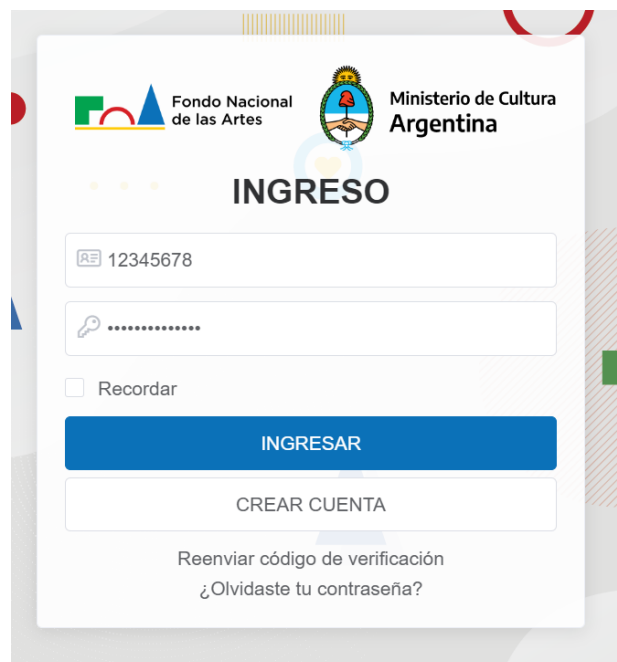 Fondo Nacional
de las Artes
Ministerio de Cultura
Argentina
INGRESO
12345678
••••••••••••••
Recordar
INGRESAR
CREAR CUENTA
Reenviar código de verificación
¿Olvidaste tu contraseña?